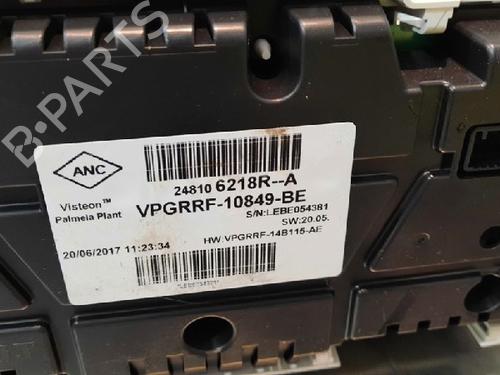 B-PARTS
ANC
Visteon™
Palmela Plant
24810 6218R--A
VPGRRF-10849-BE
S/N:LEBE054381
SW:20.05.
HW:VPGRRF-14B115-AE
20/06/2017 11:23:34